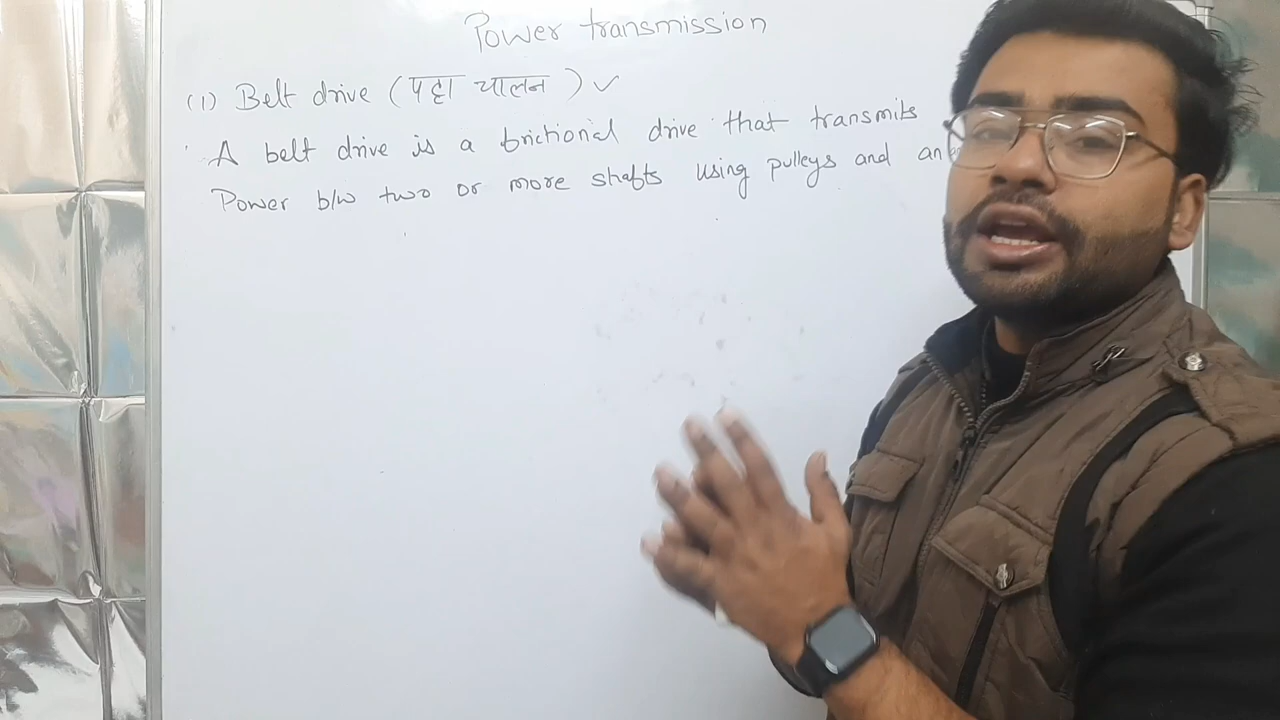 Power transmission
(1) Belt drive (पट्टा चालन) ✓
A belt drive is a frictional drive that transmits
Power b/w two or more shafts using pulleys and an